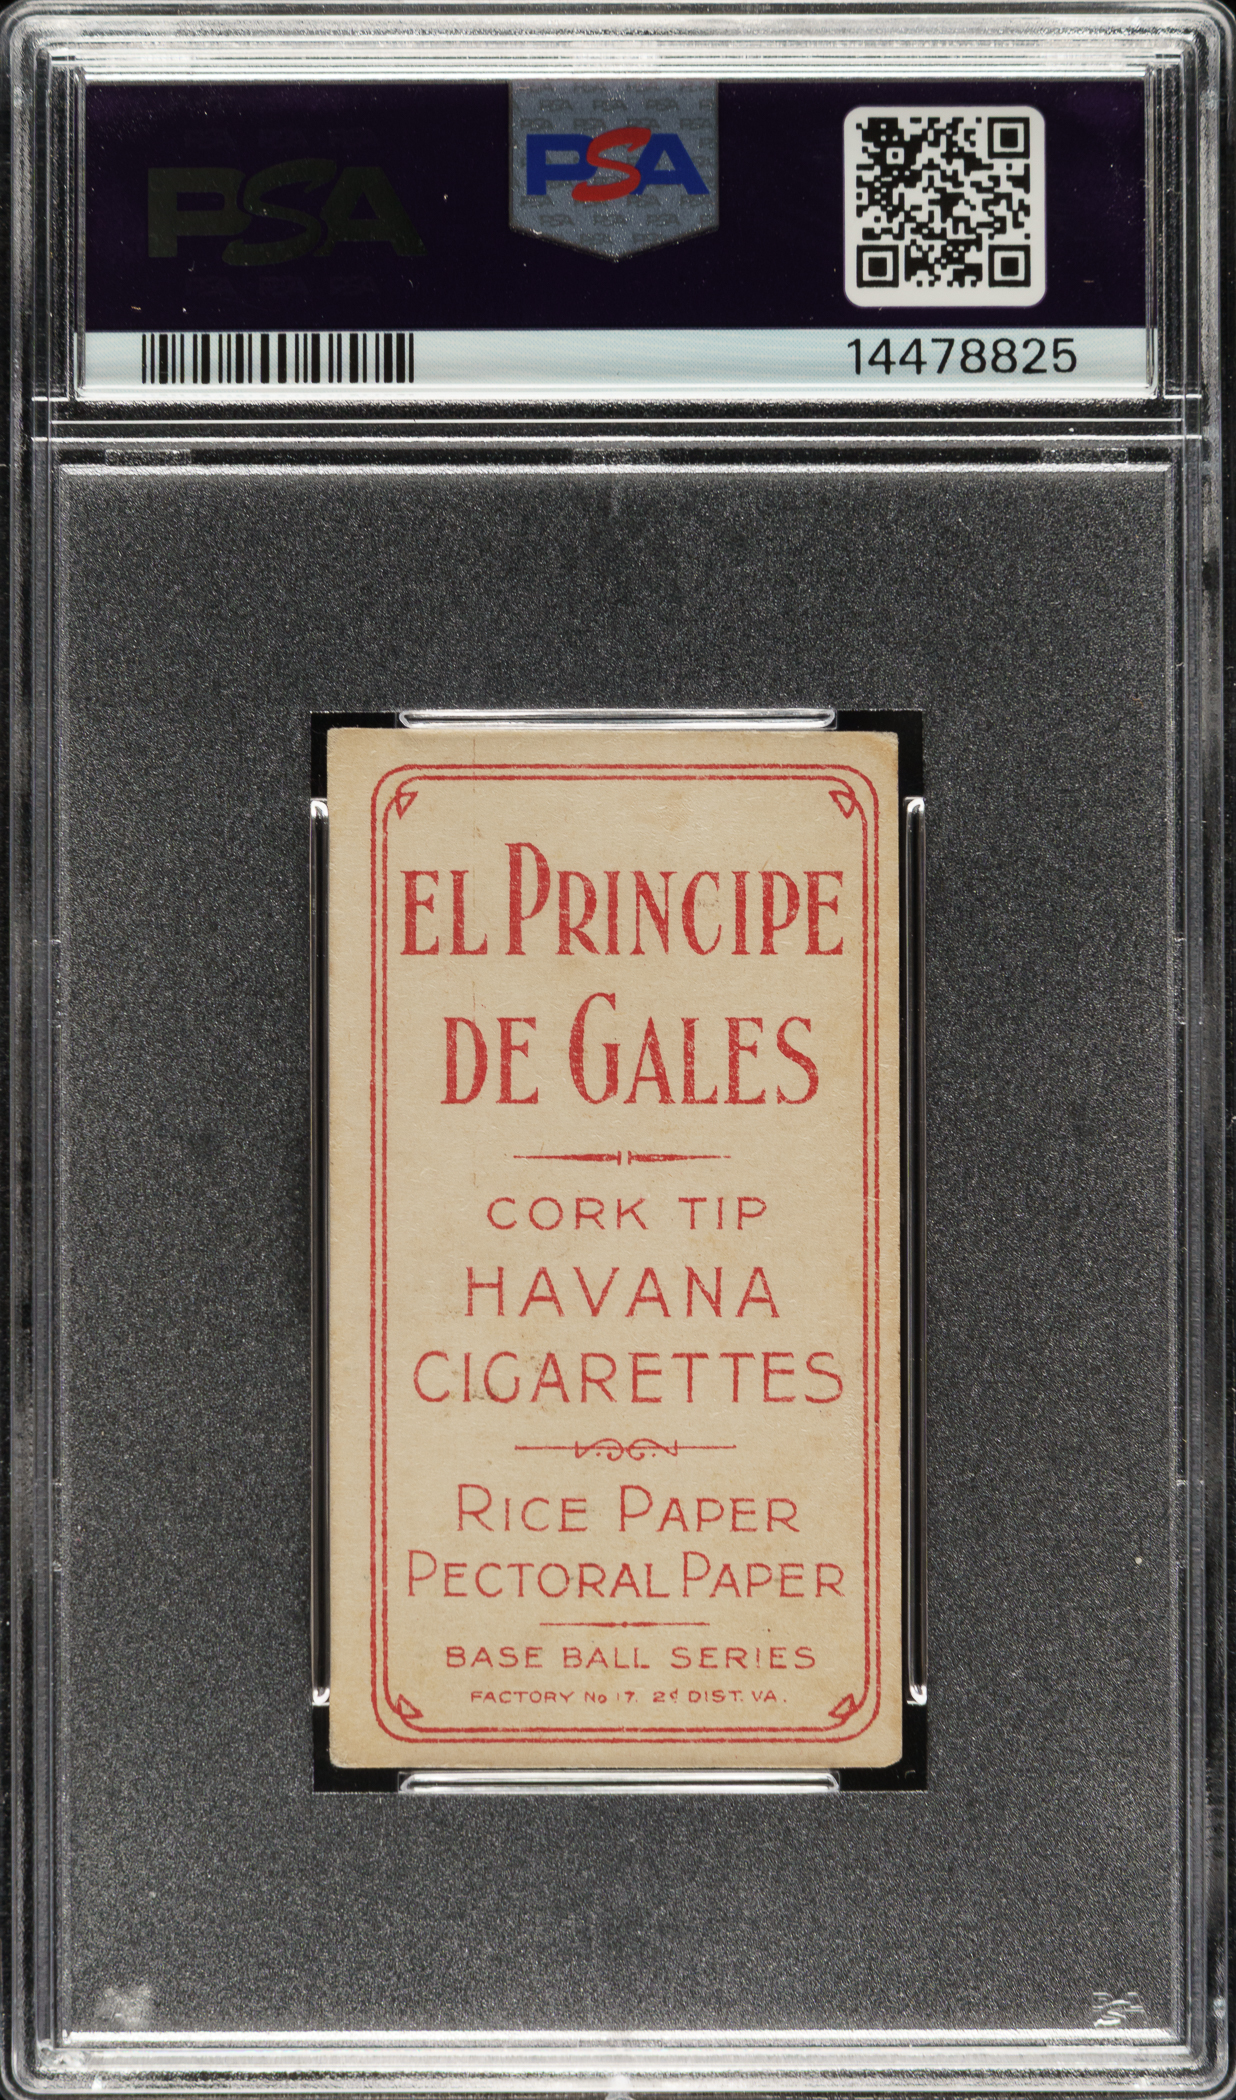 PSA
PSA
14478825
EL PRINCIPE
DE GALES
CORK TIP
HAVANA
CIGARETTES
RICE PAPER
PECTORAL PAPER
BASE BALL SERIES
FACTORY No 17. 2d DIST. VA.
PSA